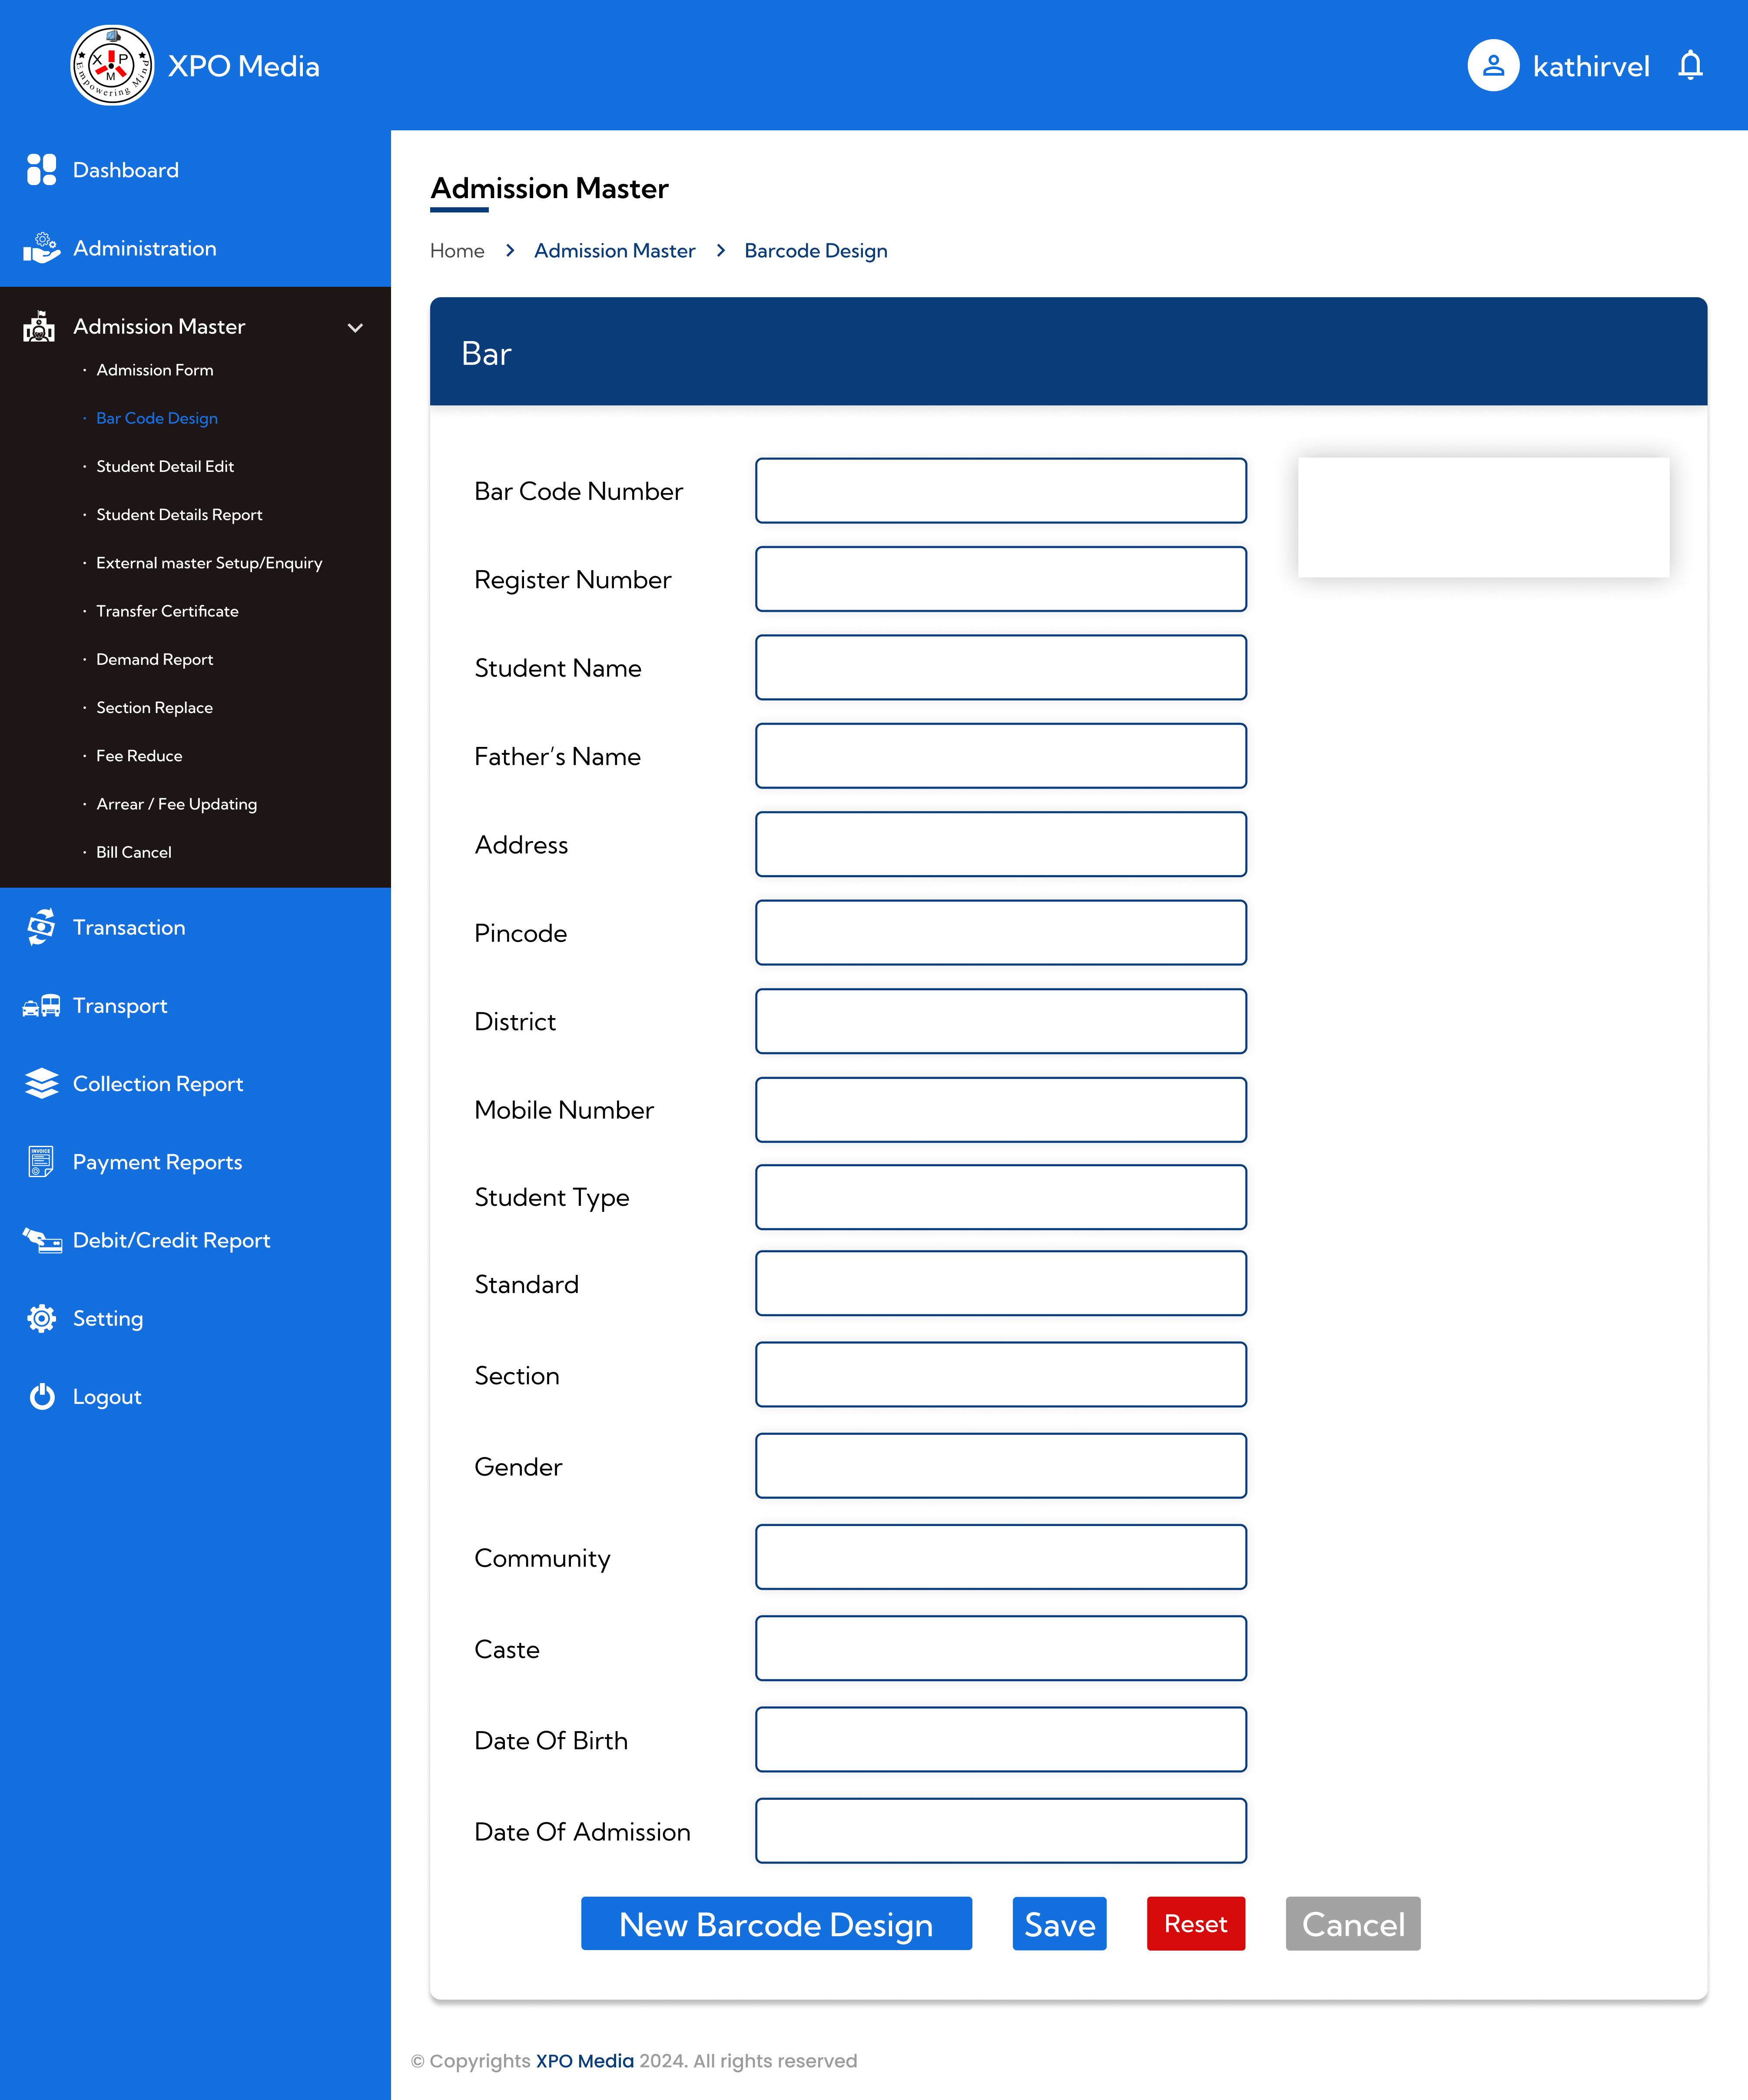 X P M
Empowering Mind
XPO Media
kathirvel
Dashboard
Administration
Admission Master
· Admission Form
· Bar Code Design
· Student Detail Edit
· Student Details Report
· External master Setup/Enquiry
· Transfer Certificate
· Demand Report
· Section Replace
· Fee Reduce
· Arrear / Fee Updating
· Bill Cancel
Transaction
Transport
Collection Report
INVOICE
Payment Reports
Debit/Credit Report
Setting
Logout
Admission Master
Home > Admission Master > Barcode Design
Bar
Bar Code Number
Register Number
Student Name
Father’s Name
Address
Pincode
District
Mobile Number
Student Type
Standard
Section
Gender
Community
Caste
Date Of Birth
Date Of Admission
New Barcode Design Save Reset Cancel
© Copyrights XPO Media 2024. All rights reserved